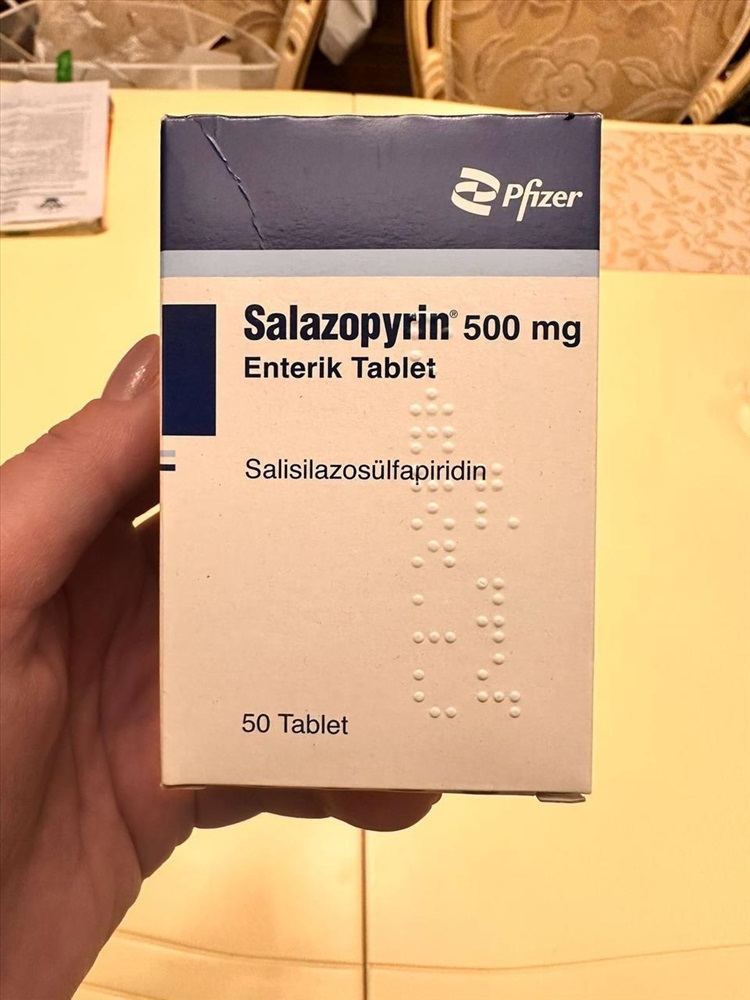 Pfizer
Salazopyrin® 500 mg
Enterik Tablet
Salisilazosülfapiridin
50 Tablet